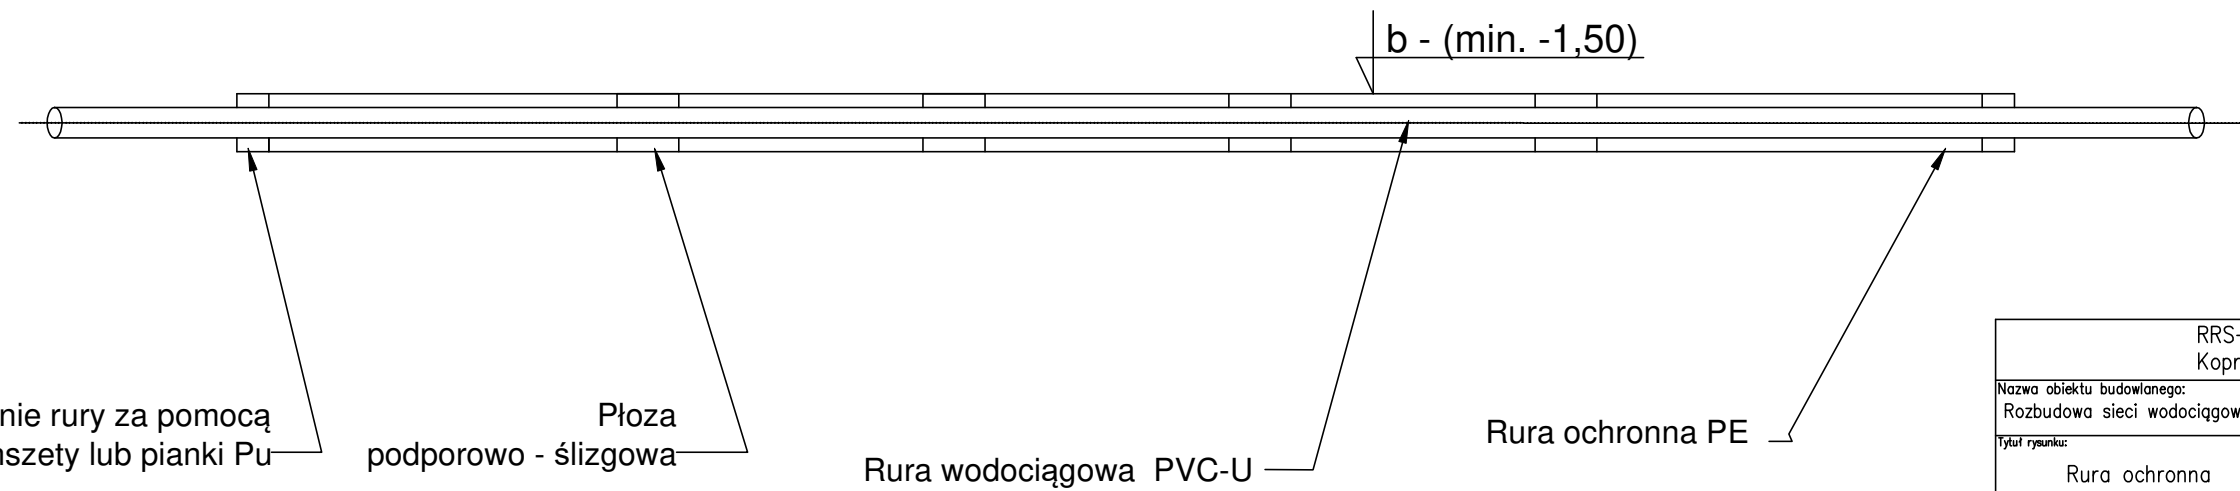 b - (min. -1,50)
nie rury za pomocą
szety lub pianki Pu
Płoza
podporowo - ślizgowa
Rura wodociągowa PVC-U
Rura ochronna PE
RRS-
Kopr
Nazwa obiektu budowlanego:
Rozbudowa sieci wodociągow
Tytuł rysunku:
Rura ochronna